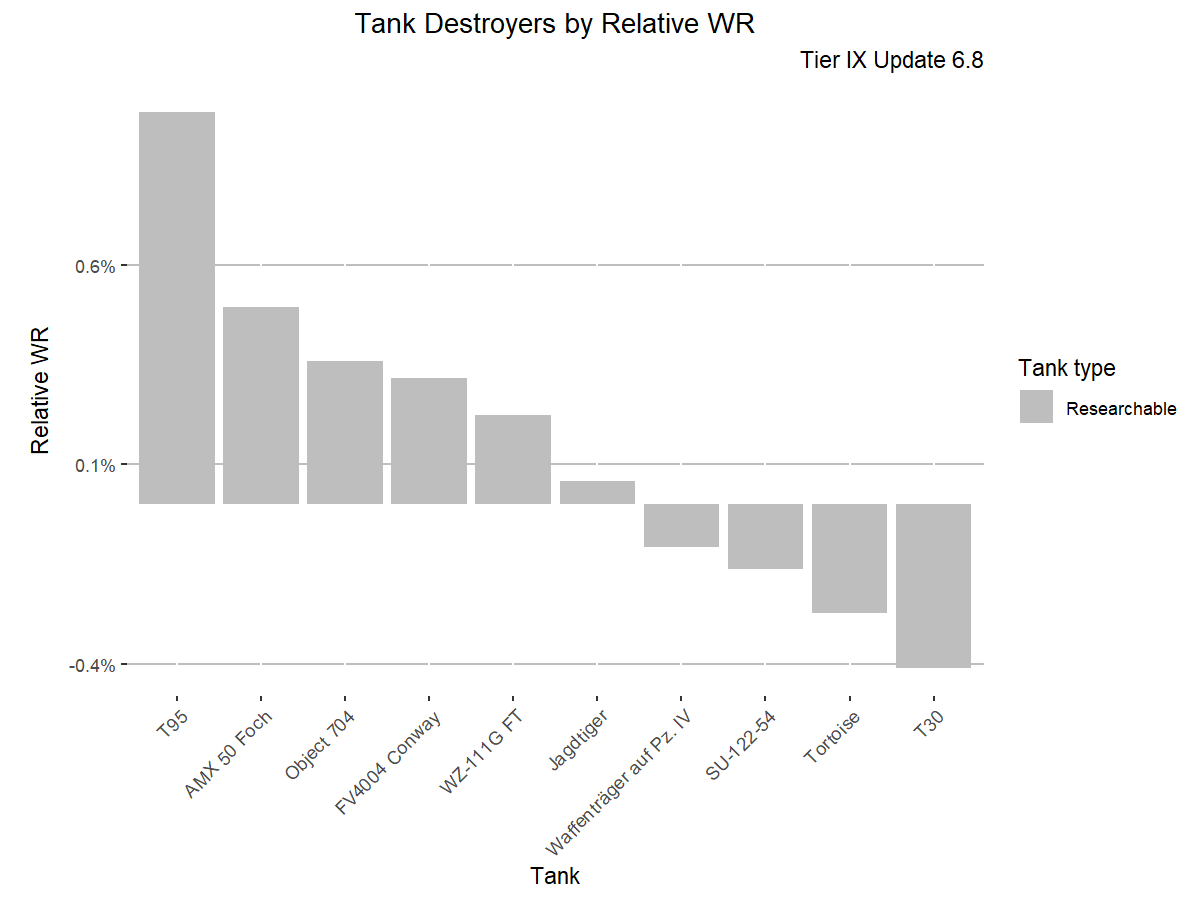 Tank Destroyers by Relative WR
Tier IX Update 6.8
0.6%
0.1%
-0.4%
Relative WR
T95
AMX 50 Foch
Object 704
FV4004 Conway
WZ-111G FT
Jagdtiger
Waffenträger auf Pz. IV
SU-122-54
Tortoise
T30
Tank
Tank type
Researchable